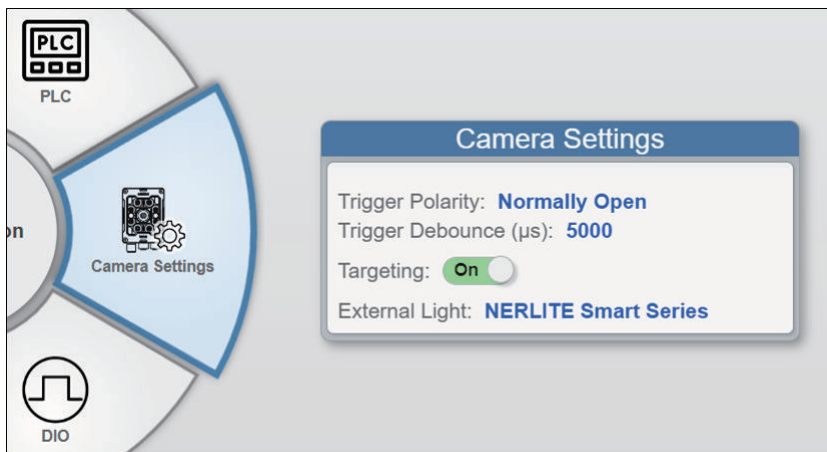 PLC
PLC
on
Camera Settings
DIO
Camera Settings
Trigger Polarity: Normally Open
Trigger Debounce (µs): 5000
Targeting: On
External Light: NERLITE Smart Series